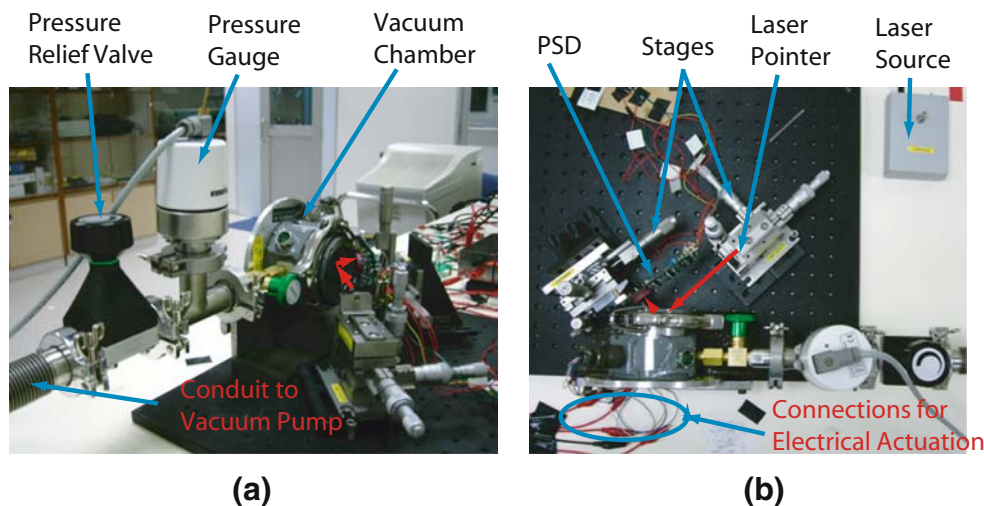 Pressure
Relief Valve
Pressure
Gauge
Vacuum
Chamber
Conduit to
Vacuum Pump
(a)
PSD
Stages
Laser
Pointer
Laser
Source
Connections for
Electrical Actuation
(b)